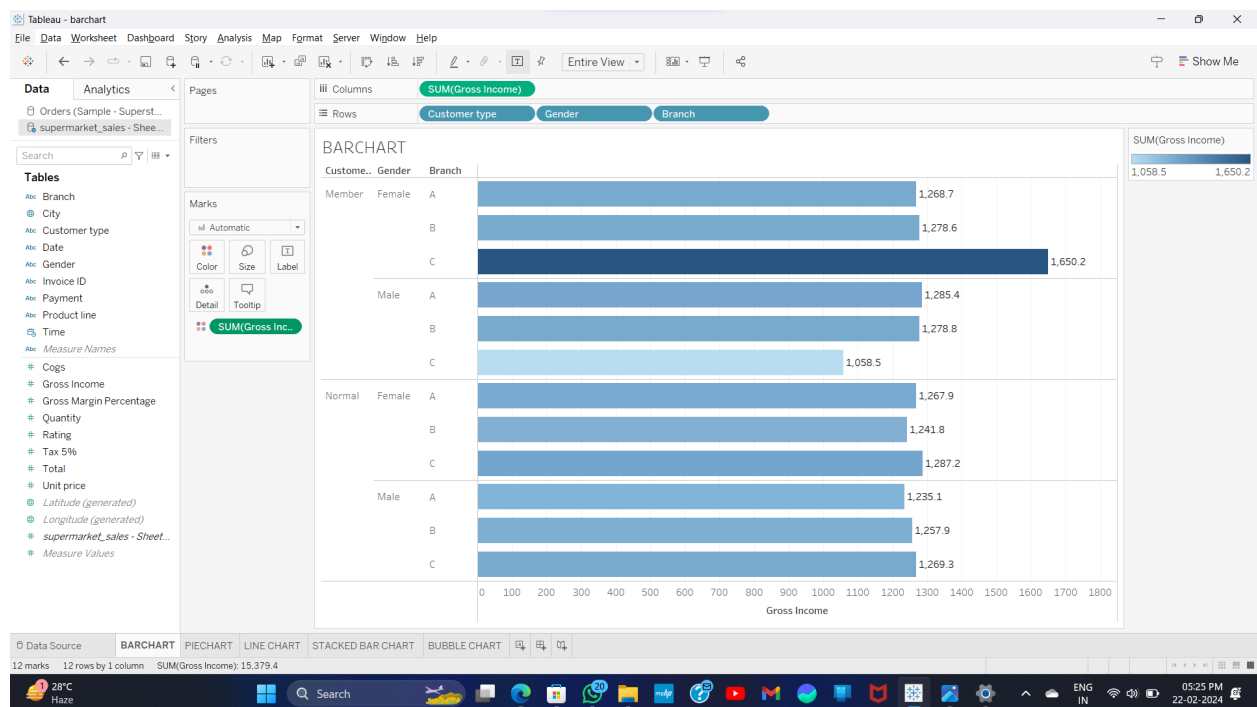 Tableau - barchart
File Data Worksheet Dashboard Story Analysis Map Format Server Window Help
Entire View
Show Me
Data Analytics
Orders (Sample - Superst...
supermarket_sales - Shee...
Search
Tables
Abc Branch
City
Abc Customer type
Abc Date
Abc Gender
Abc Invoice ID
Abc Payment
Abc Product line
Time
Abc Measure Names
# Cogs
# Gross Income
# Gross Margin Percentage
# Quantity
# Rating
# Tax 5%
# Total
# Unit price
Latitude (generated)
Longitude (generated)
# supermarket_sales - Sheet...
# Measure Values
Pages
Filters
Marks
Automatic
Color Size Label
Detail Tooltip
SUM(Gross Inc..
Columns SUM(Gross Income)
Rows Customer type Gender Branch
BARCHART
Custome.. Gender Branch
Member Female A 1,268.7
B 1,278.6
C 1,650.2
Male A 1,285.4
B 1,278.8
C 1,058.5
Normal Female A 1,267.9
B 1,241.8
C 1,287.2
Male A 1,235.1
B 1,257.9
C 1,269.3
0 100 200 300 400 500 600 700 800 900 1000 1100 1200 1300 1400 1500 1600 1700 1800
Gross Income
SUM(Gross Income)
1,058.5 1,650.2
Data Source BARCHART PIECHART LINE CHART STACKED BAR CHART BUBBLE CHART
12 marks 12 rows by 1 column SUM(Gross Income): 15,379.4
1 28°C
Haze
Search
20
ENG
IN
05:25 PM
22-02-2024